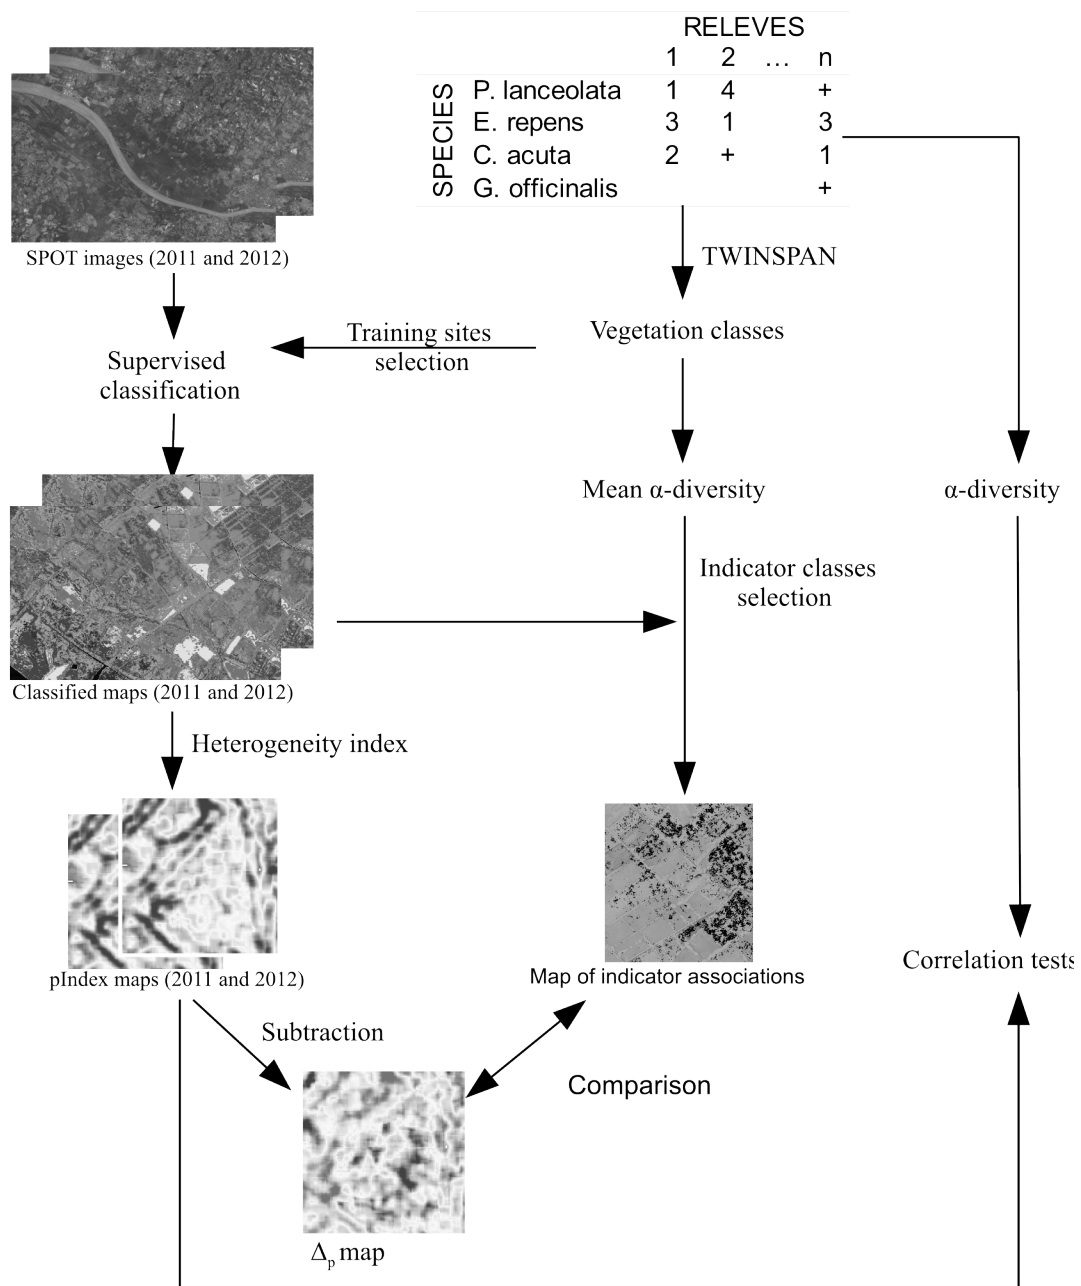 RELEVES
1 2 … n
SPECIES
P. lanceolata 1 4 +
E. repens 3 1 3
C. acuta 2 + 1
G. officinalis +
SPOT images (2011 and 2012)
TWINSPAN
Training sites
selection
Vegetation classes
Supervised
classification
Mean α-diversity
α-diversity
Indicator classes
selection
Classified maps (2011 and 2012)
Heterogeneity index
Map of indicator associations
Correlation tests
pIndex maps (2011 and 2012)
Subtraction
Comparison
Δp map